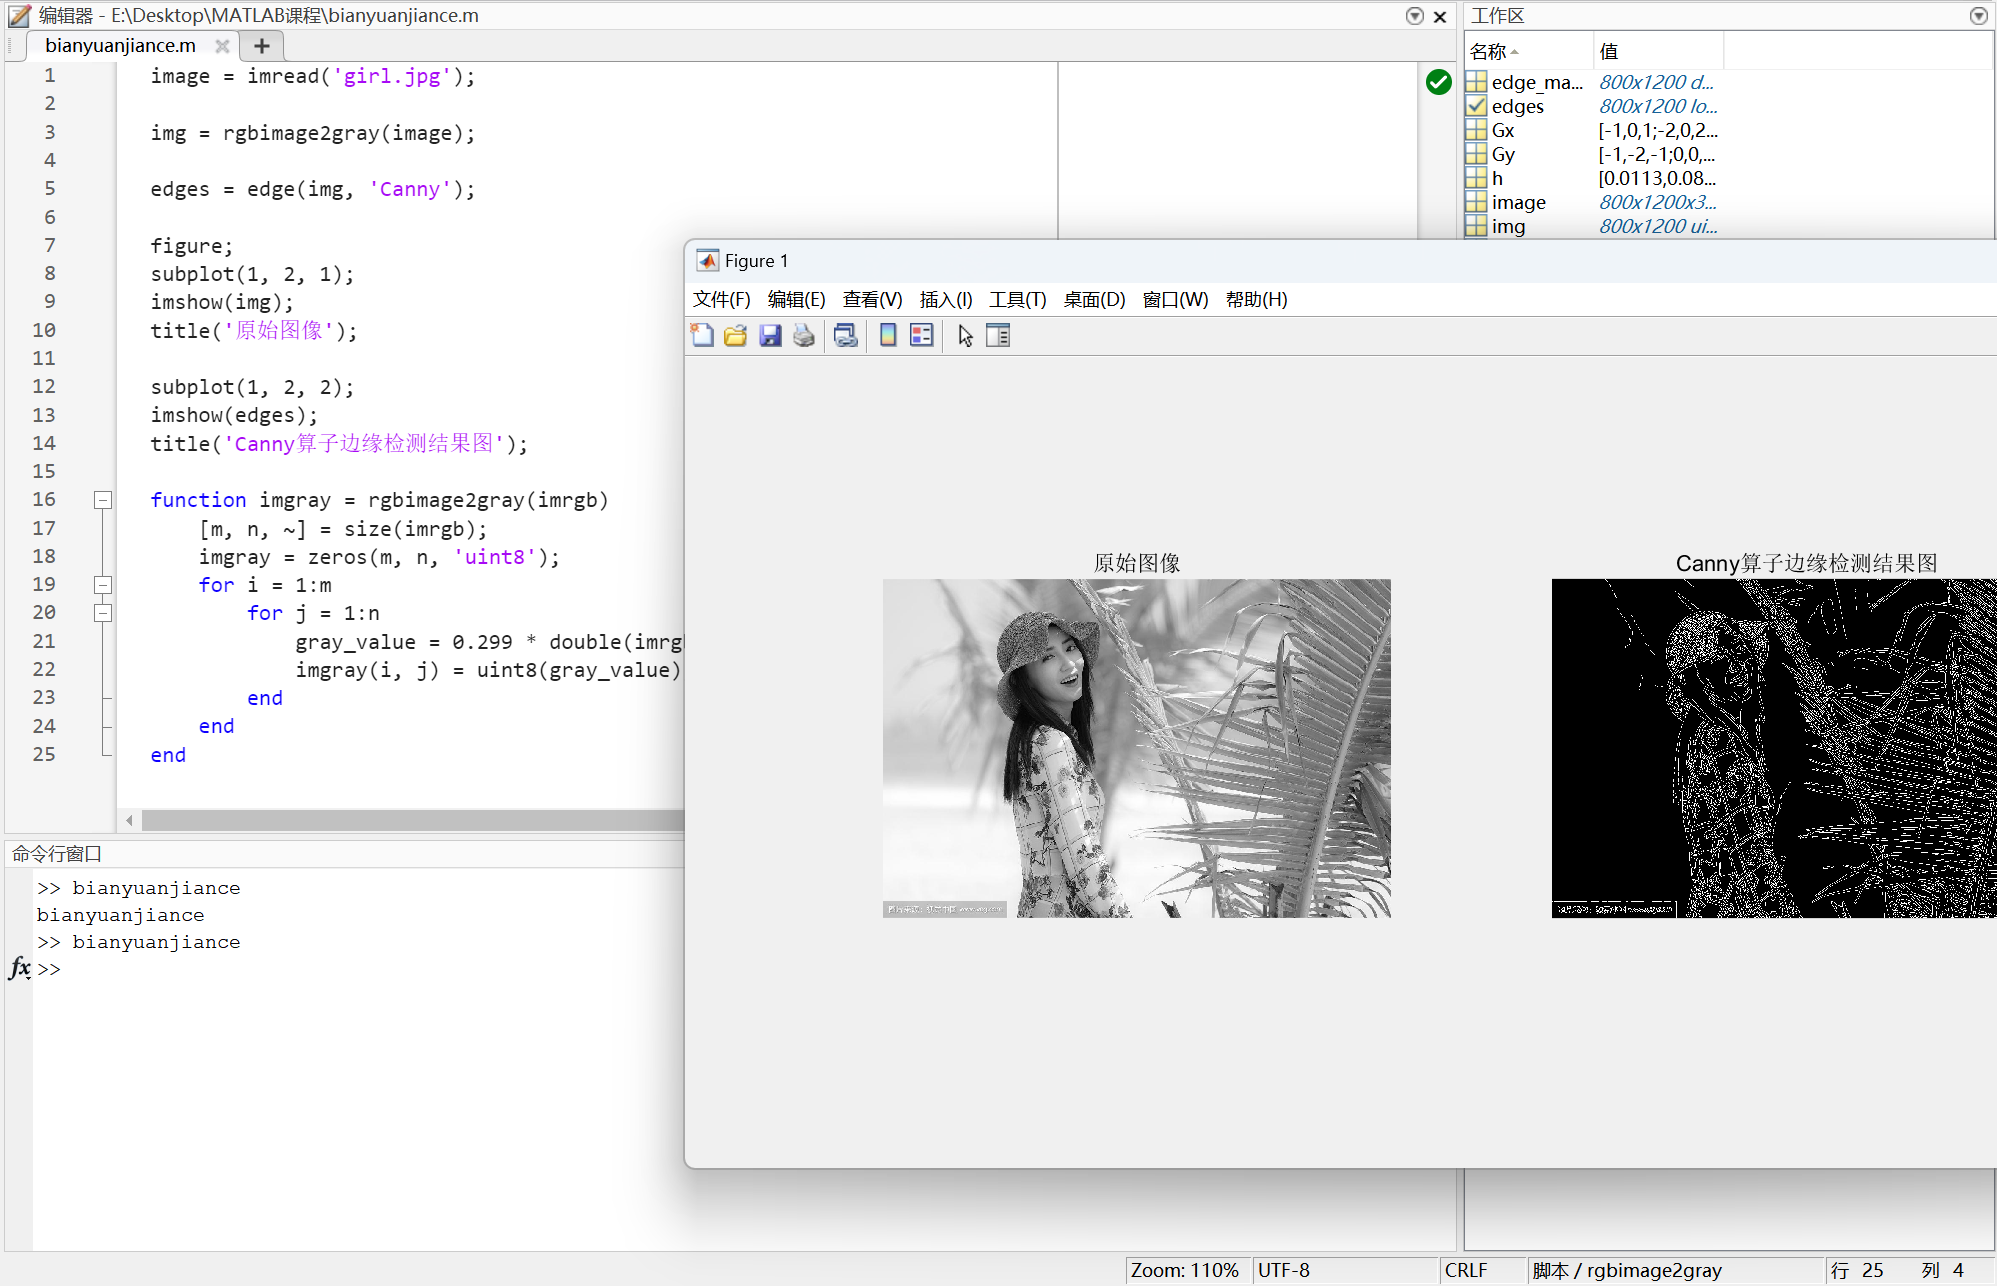 编辑器 - E:\Desktop\MATLAB课程\bianyuanjiance.m
bianyuanjiance.m
1 image = imread('girl.jpg');
2
3 img = rgbimage2gray(image);
4
5 edges = edge(img, 'Canny');
6
7 figure;
8 subplot(1, 2, 1);
9 imshow(img);
10 title('原始图像');
11
12 subplot(1, 2, 2);
13 imshow(edges);
14 title('Canny算子边缘检测结果图');
15
16 function imgray = rgbimage2gray(imrgb)
17 [m, n, ~] = size(imrgb);
18 imgray = zeros(m, n, 'uint8');
19 for i = 1:m
20 for j = 1:n
21 gray_value = 0.299 * double(imrg
22 imgray(i, j) = uint8(gray_value)
23 end
24 end
25 end
命令行窗口
>> bianyuanjiance
bianyuanjiance
>> bianyuanjiance
fx >>
工作区
名称 值
edge_ma... 800x1200 d...
edges 800x1200 lo...
Gx [-1,0,1;-2,0,2...
Gy [-1,-2,-1;0,0,...
h [0.0113,0.08...
image 800x1200x3...
img 800x1200 ui...
Figure 1
文件(F) 编辑(E) 查看(V) 插入(I) 工具(T) 桌面(D) 窗口(W) 帮助(H)
原始图像
Canny算子边缘检测结果图
Zoom: 110% UTF-8 CRLF 脚本 / rgbimage2gray 行 25 列 4